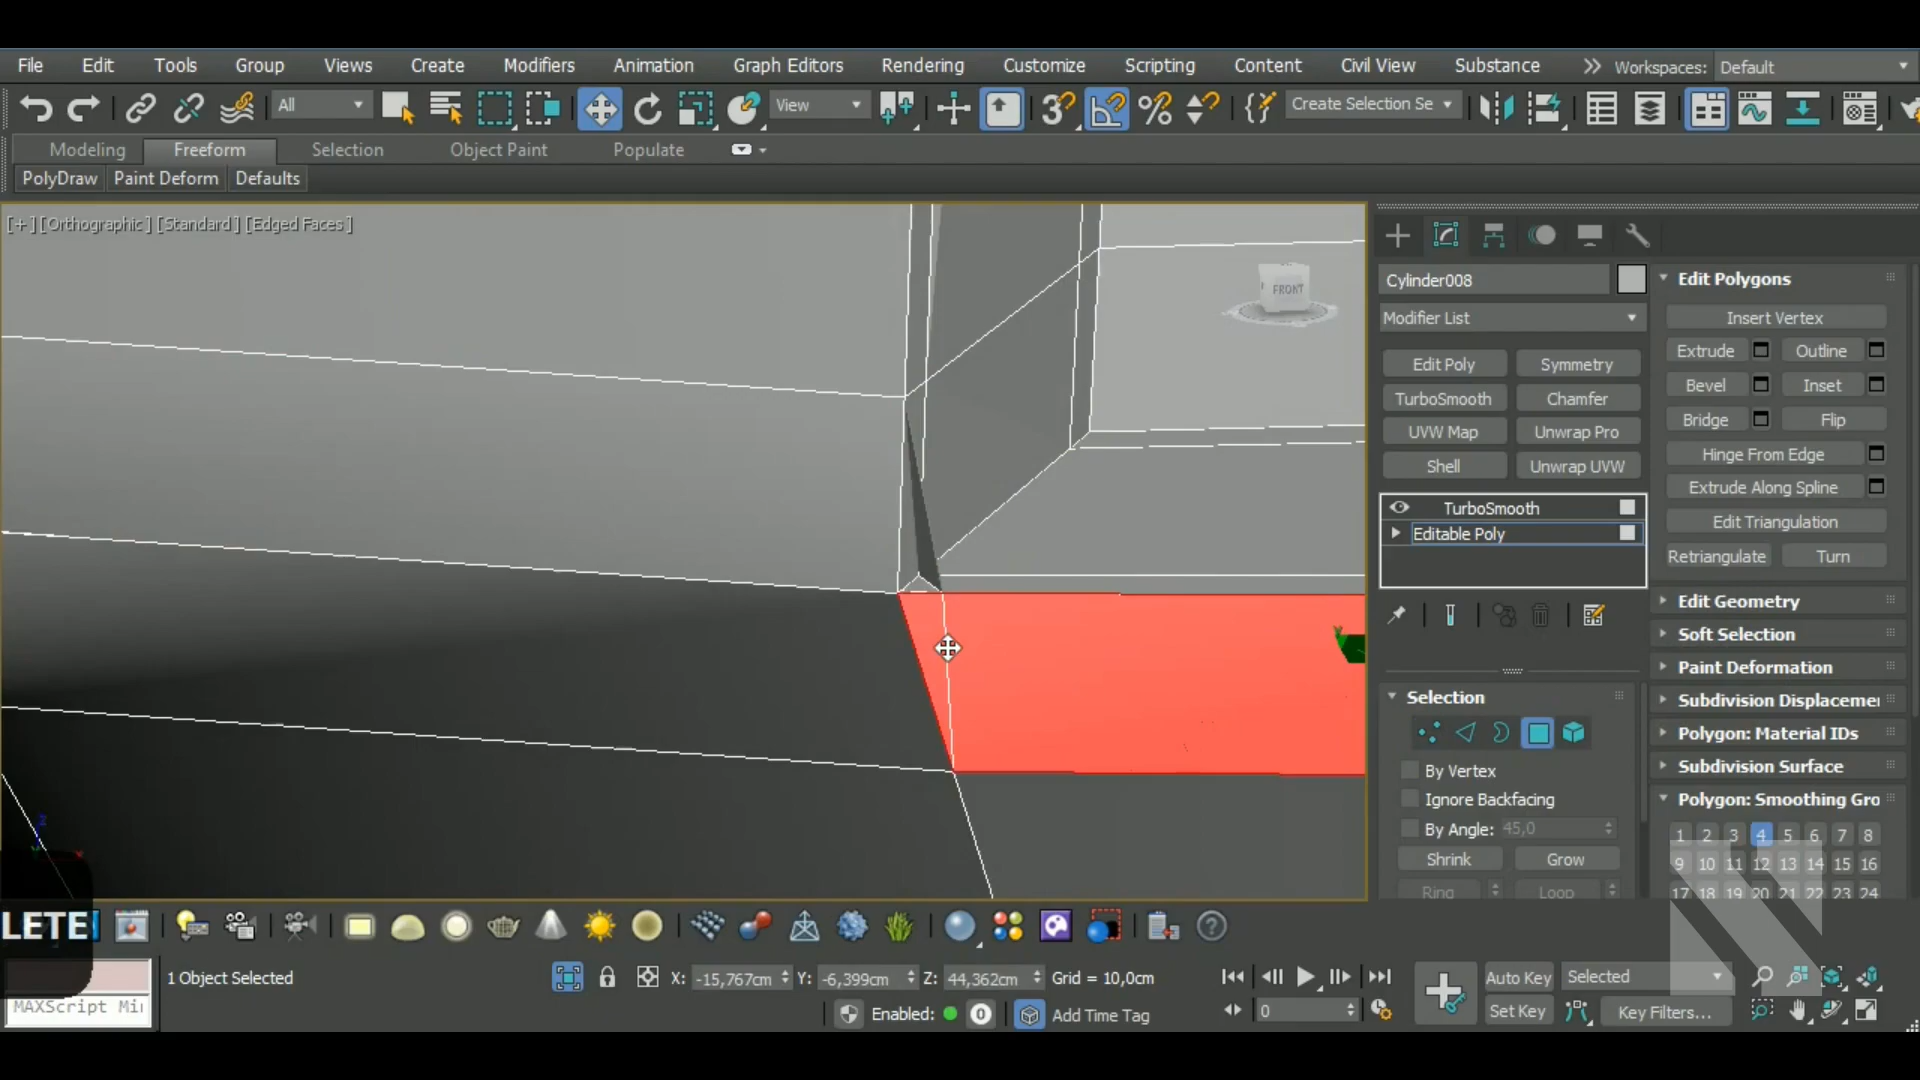 File Edit Tools Group Views Create Modifiers Animation Graph Editors Rendering Customize Scripting Content Civil View Substance Workspaces: Default
All View Create Selection Se
Modeling Freeform Selection Object Paint Populate
PolyDraw Paint Deform Defaults
[+] [Orthographic] [Standard] [Edged Faces]
FRONT
Cylinder008
Modifier List
Edit Poly Symmetry
TurboSmooth Chamfer
UVW Map Unwrap Pro
Shell Unwrap UVW
TurboSmooth
Editable Poly
Selection
By Vertex
Ignore Backfacing
By Angle: 45,0
Shrink Grow
Ring Loop
Edit Polygons
Insert Vertex
Extrude Outline
Bevel Inset
Bridge Flip
Hinge From Edge
Extrude Along Spline
Edit Triangulation
Retriangulate Turn
Edit Geometry
Soft Selection
Paint Deformation
Subdivision Displacemen
Polygon: Material IDs
Subdivision Surface
Polygon: Smoothing Gro
1 2 3 4 5 6 7 8
9 10 11 12 13 14 15 16
17 18 19 20 21 22 23 24
LETE
1 Object Selected X: -15,767cm Y: -6,399cm Z: 44,362cm Grid = 10,0cm Auto Key Selected
MAXScript Mi Enabled: 0 Add Time Tag 0 Set Key Key Filters...